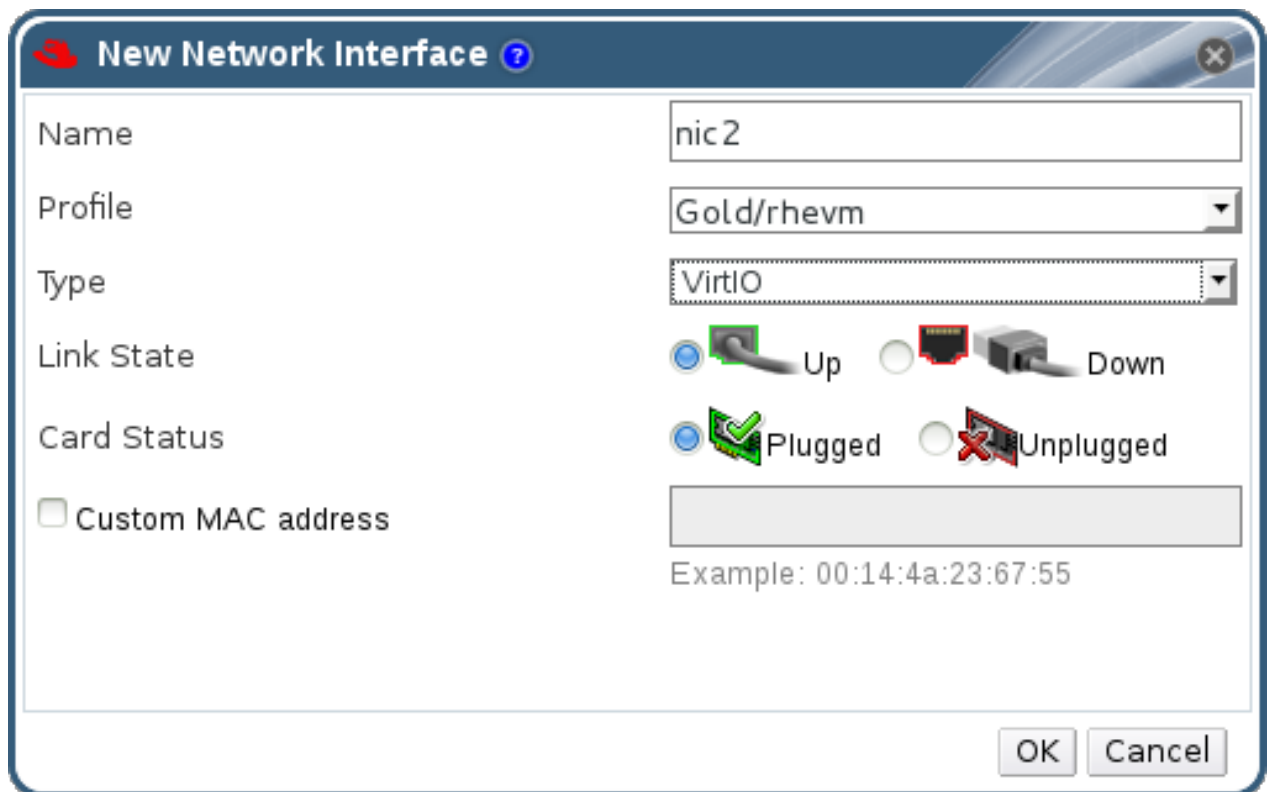 New Network Interface ?
Name
nic2
Profile
Gold/rhevm
Type
VirtIO
Link State
Up Down
Card Status
Plugged Unplugged
Custom MAC address
Example: 00:14:4a:23:67:55
OK Cancel